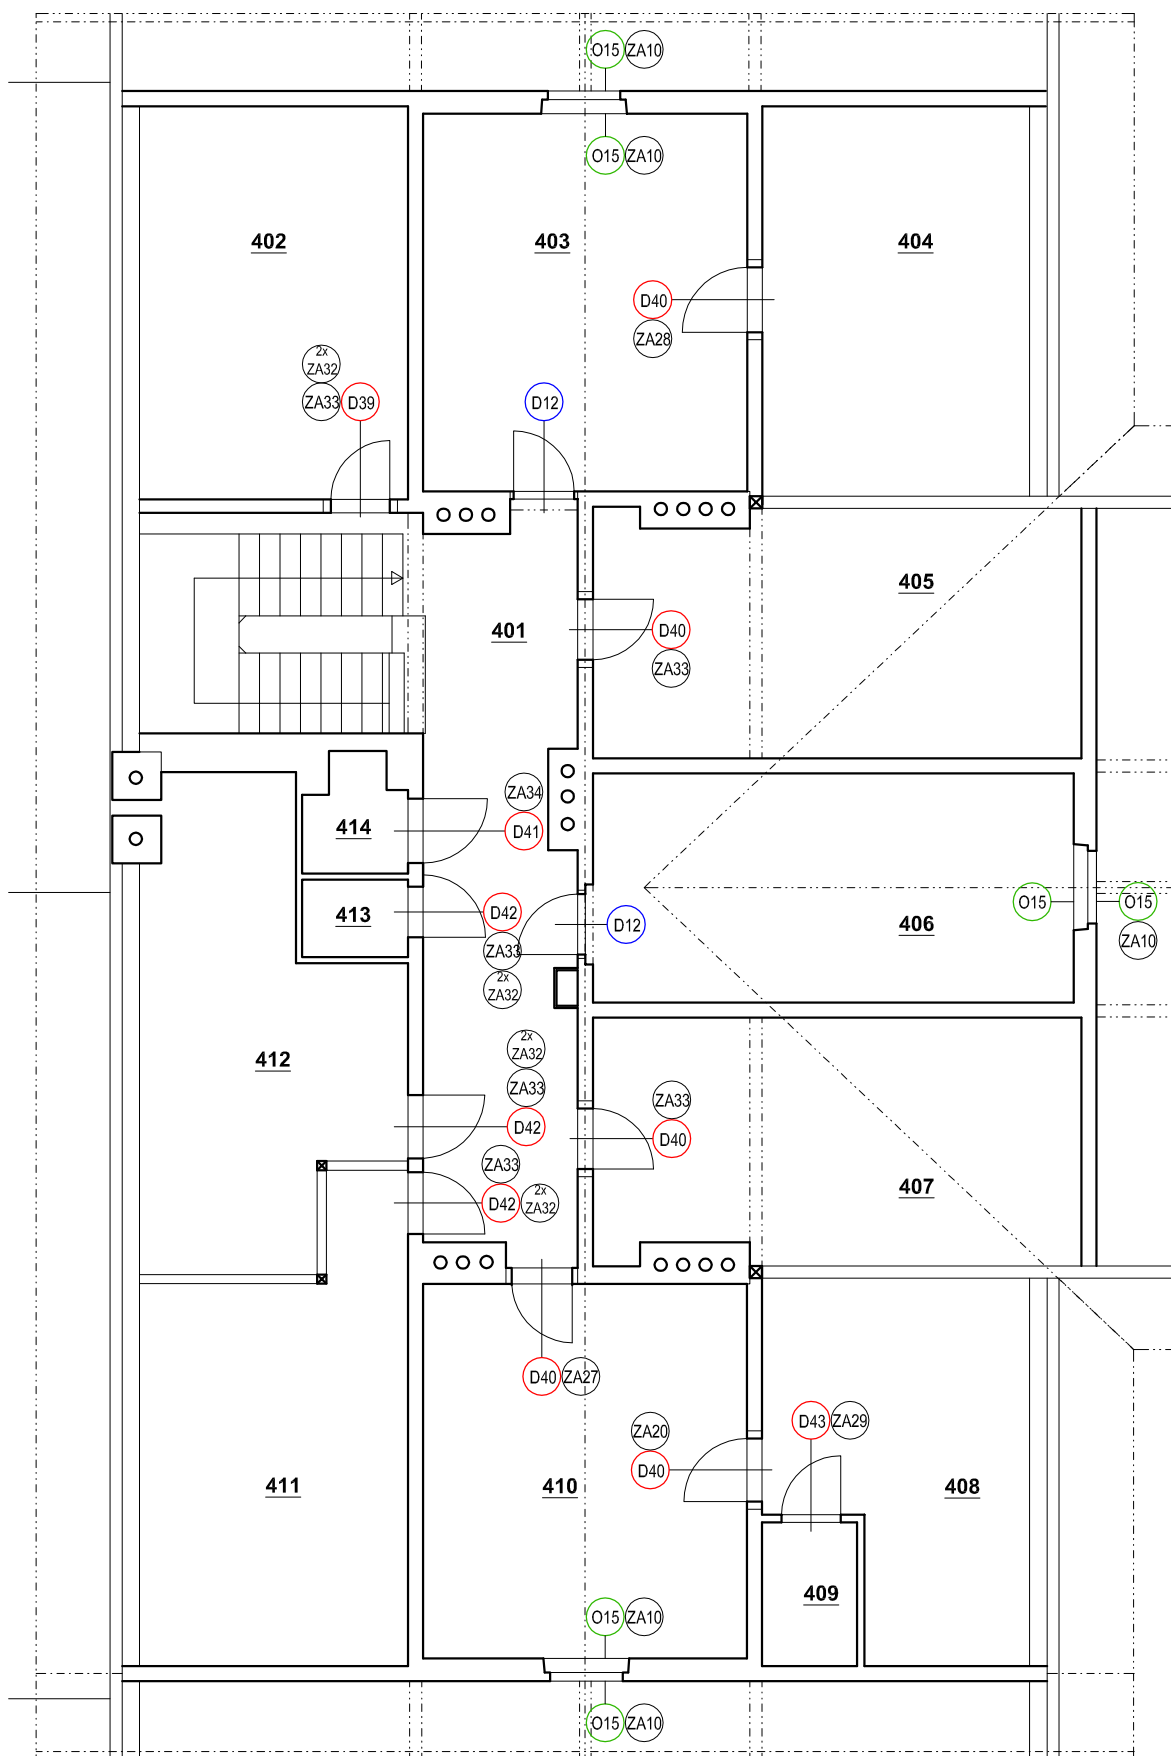 O15 ZA10
O15 ZA10
402 403 404
D40
ZA28
2x
ZA32
ZA33 D39
D12
405
401
D40
ZA33
ZA34
414 D41
413 D42
O15 O15
406
D12
ZA33
ZA10
2x
ZA32
2x
ZA32
412
ZA33
ZA33
D42
D40
ZA33
407
D42
2x
ZA32
D40 ZA27
D43 ZA29
ZA20
D40
411 410 408
409
O15 ZA10
O15 ZA10